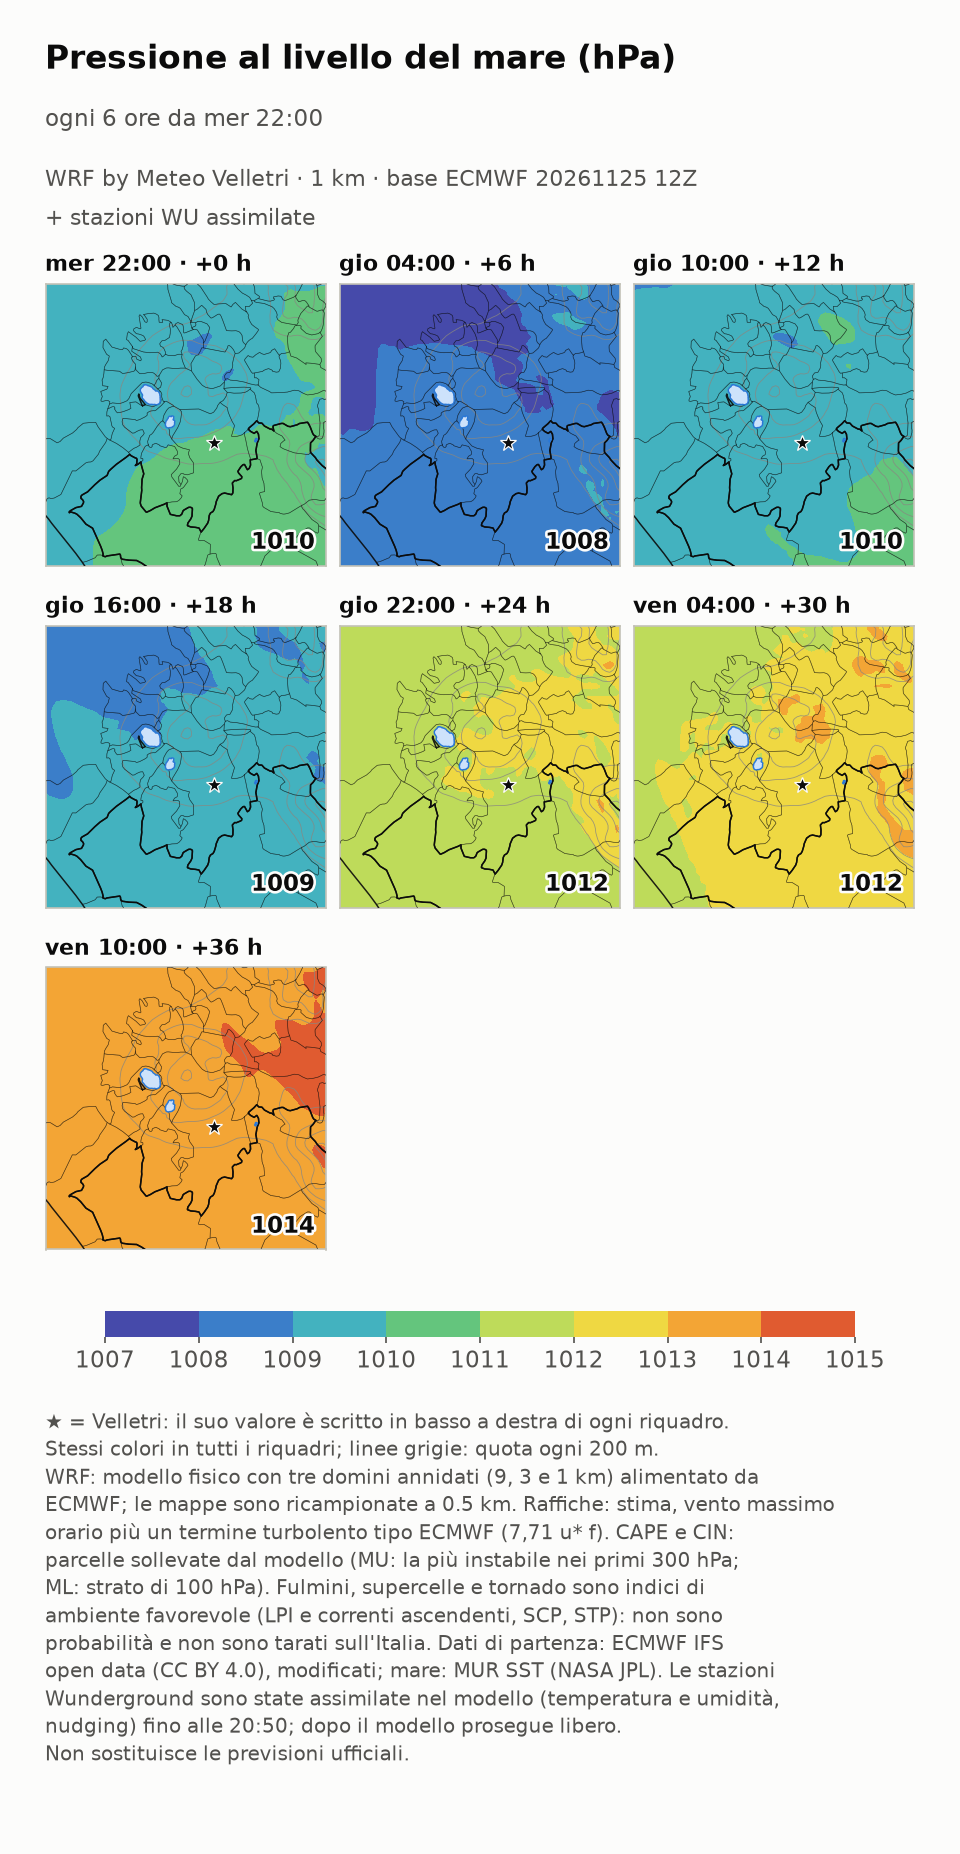 Pressione al livello del mare (hPa)
ogni 6 ore da mer 22:00
WRF by Meteo Velletri · 1 km · base ECMWF 20261125 12Z
+ stazioni WU assimilate
mer 22:00 · +0 h
gio 04:00 · +6 h
gio 10:00 · +12 h
1010
1008
1010
gio 16:00 · +18 h
gio 22:00 · +24 h
ven 04:00 · +30 h
1009
1012
1012
ven 10:00 · +36 h
1014
1007 1008 1009 1010 1011 1012 1013 1014 1015
★ = Velletri: il suo valore è scritto in basso a destra di ogni riquadro.
Stessi colori in tutti i riquadri; linee grigie: quota ogni 200 m.
WRF: modello fisico con tre domini annidati (9, 3 e 1 km) alimentato da
ECMWF; le mappe sono ricampionate a 0.5 km. Raffiche: stima, vento massimo
orario più un termine turbolento tipo ECMWF (7,71 u* f). CAPE e CIN:
parcelle sollevate dal modello (MU: la più instabile nei primi 300 hPa;
ML: strato di 100 hPa). Fulmini, supercelle e tornado sono indici di
ambiente favorevole (LPI e correnti ascendenti, SCP, STP): non sono
probabilità e non sono tarati sull'Italia. Dati di partenza: ECMWF IFS
open data (CC BY 4.0), modificati; mare: MUR SST (NASA JPL). Le stazioni
Wunderground sono state assimilate nel modello (temperatura e umidità,
nudging) fino alle 20:50; dopo il modello prosegue libero.
Non sostituisce le previsioni ufficiali.